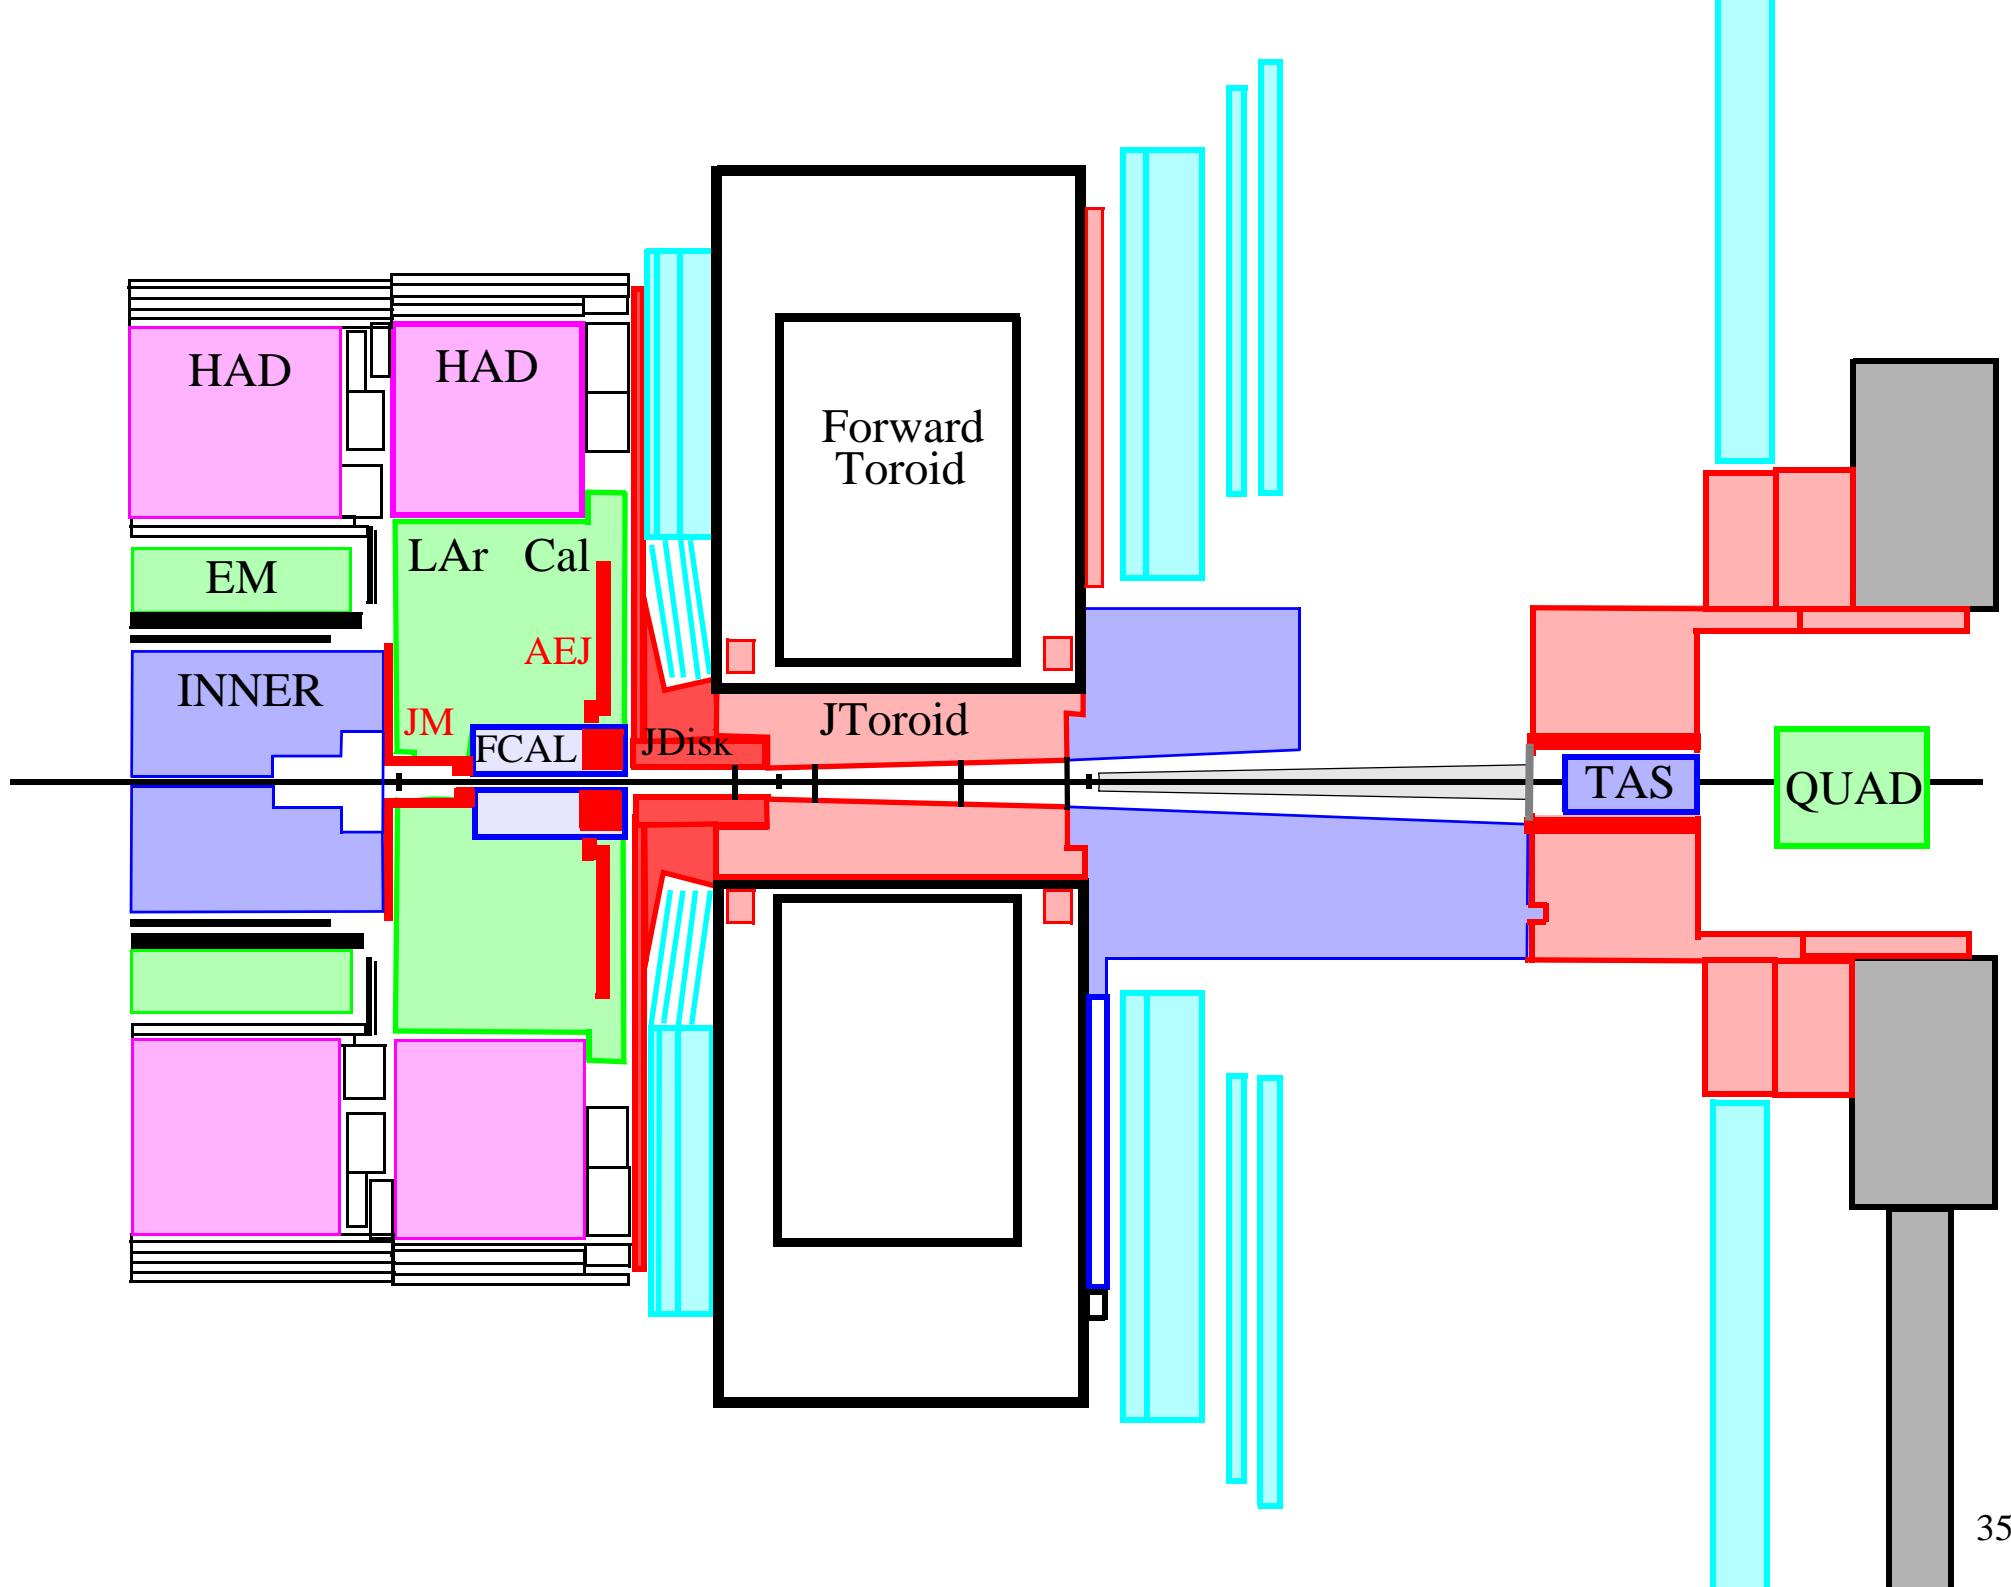 HAD
HAD
Forward
Toroid
LAr Cal
EM
AEJ
INNER
JM
JToroid
FCAL
JDisk
TAS
QUAD
35